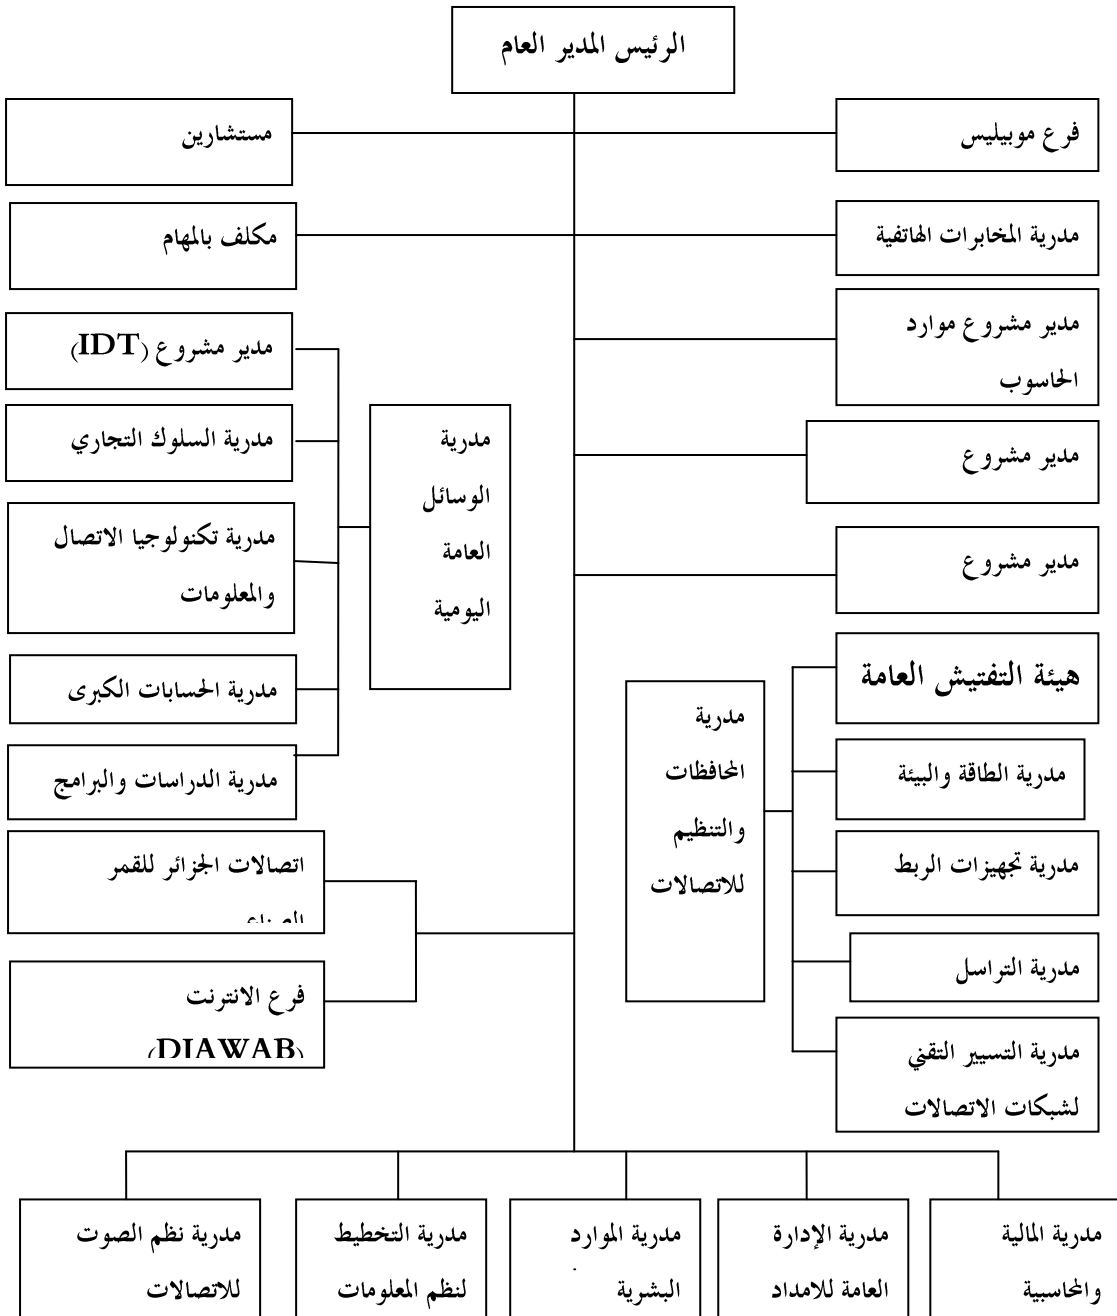 الرئيس المدير العام
فرع موبيليس
مستشارين
مدرية المخابرات الهاتفية
مكلف بالمهام
مدير مشروع موارد
الحاسوب
مدير مشروع (IDT)
مدرية السلوك التجاري
مدير مشروع
مدرية
الوسائل
العامة
اليومية
مدرية تكنولوجيا الاتصال
والمعلومات
مدير مشروع
مدرية الحسابات الكبرى
هيئة التفتيش العامة
مدرية
المحافظات
والتنظيم
للاتصالات
مدرية الدراسات والبرامج
مدرية الطاقة والبيئة
اتصالات الجزائر للقمر
مدرية تجهيزات الربط
مدرية التراسل
فرع الانترنت
(DIAWAB)
مدرية التسيير التقني
لشبكات الاتصالات
مدرية المالية
والمحاسبية
مدرية الإدارة
العامة للامداد
مدرية الموارد
البشرية
مدرية التخطيط
لنظم المعلومات
مدرية نظم الصوت
للاتصالات